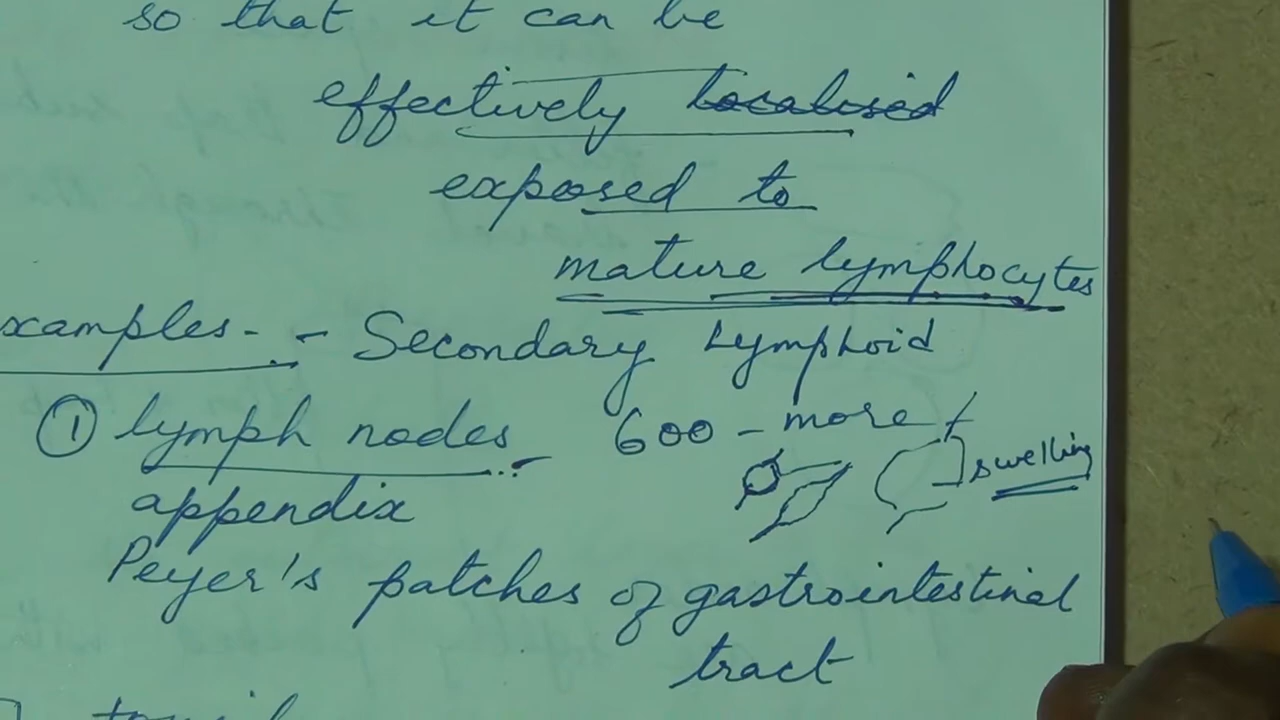 so that it can be
effectively localised
exposed to
mature lymphocytes
xamples - - Secondary Lymphoid
① lymph nodes - 600 - more
swelling
appendix
Peyer's patches of gastrointestinal
tract